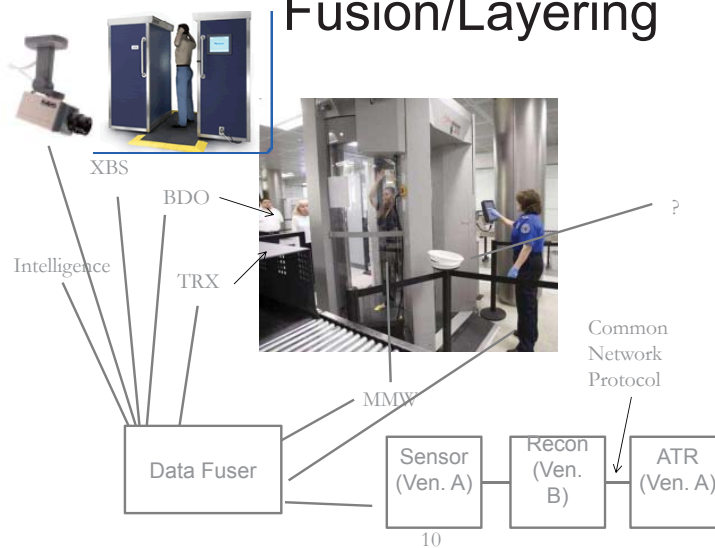 Fusion/Layering
XBS
BDO
Intelligence
TRX
?
Common
Network
Protocol
MMW
Data Fuser
Sensor
(Ven. A)
Recon
(Ven.
B)
ATR
(Ven. A)
10